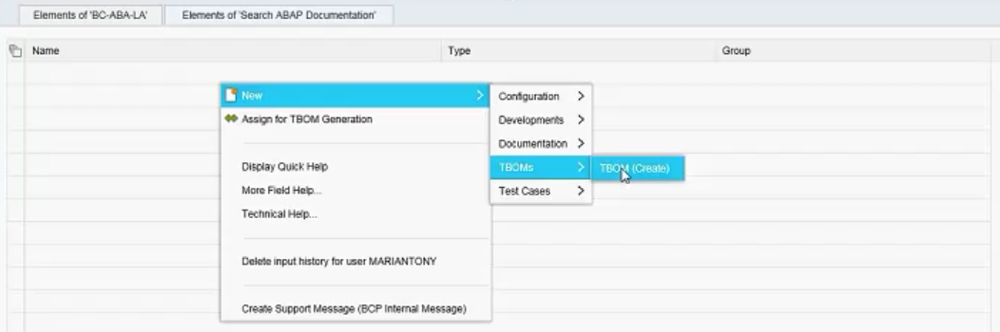 Elements of 'BC-ABA-LA'
Elements of 'Search ABAP Documentation'
Name
Type
Group
New
Assign for TBOM Generation
Display Quick Help
More Field Help...
Technical Help...
Delete input history for user MARIANTONY
Create Support Message (BCP Internal Message)
Configuration
Developments
Documentation
TBOMs
Test Cases
TBOM (Create)